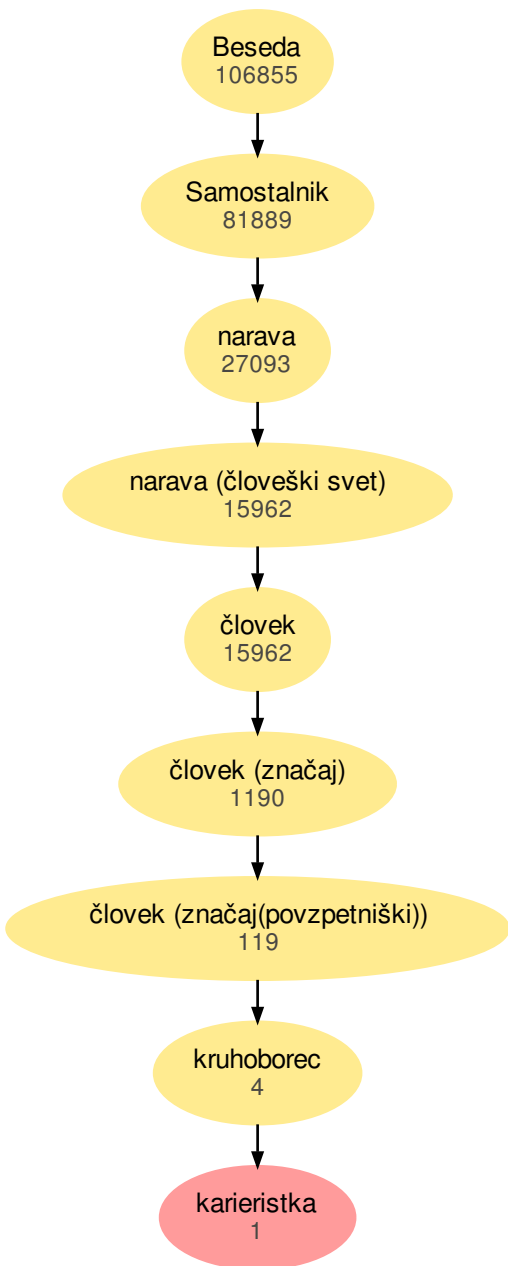 Beseda
106855
Samostalnik
81889
narava
27093
narava (človeški svet)
15962
človek
15962
človek (značaj)
1190
človek (značaj(povzpetniški))
119
kruhoborec
4
karieristka
1